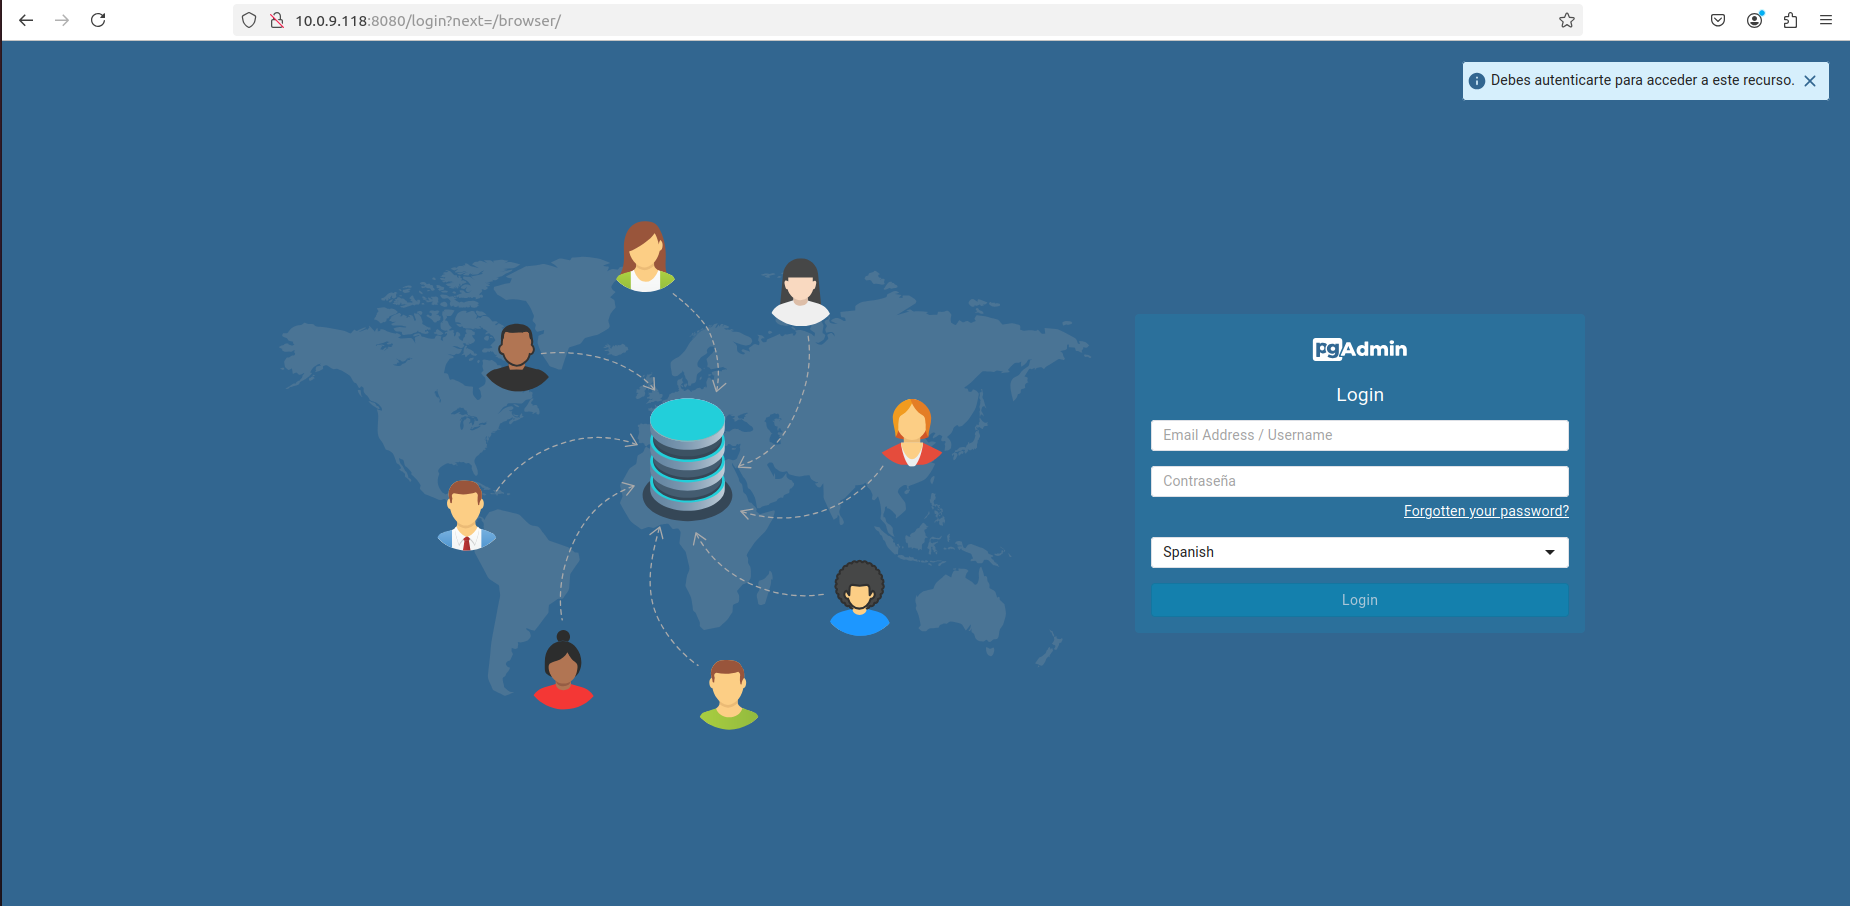 10.0.9.118:8080/login?next=/browser/
Debes autenticarte para acceder a este recurso.
pgAdmin
Login
Email Address / Username
Contraseña
Forgotten your password?
Spanish
Login